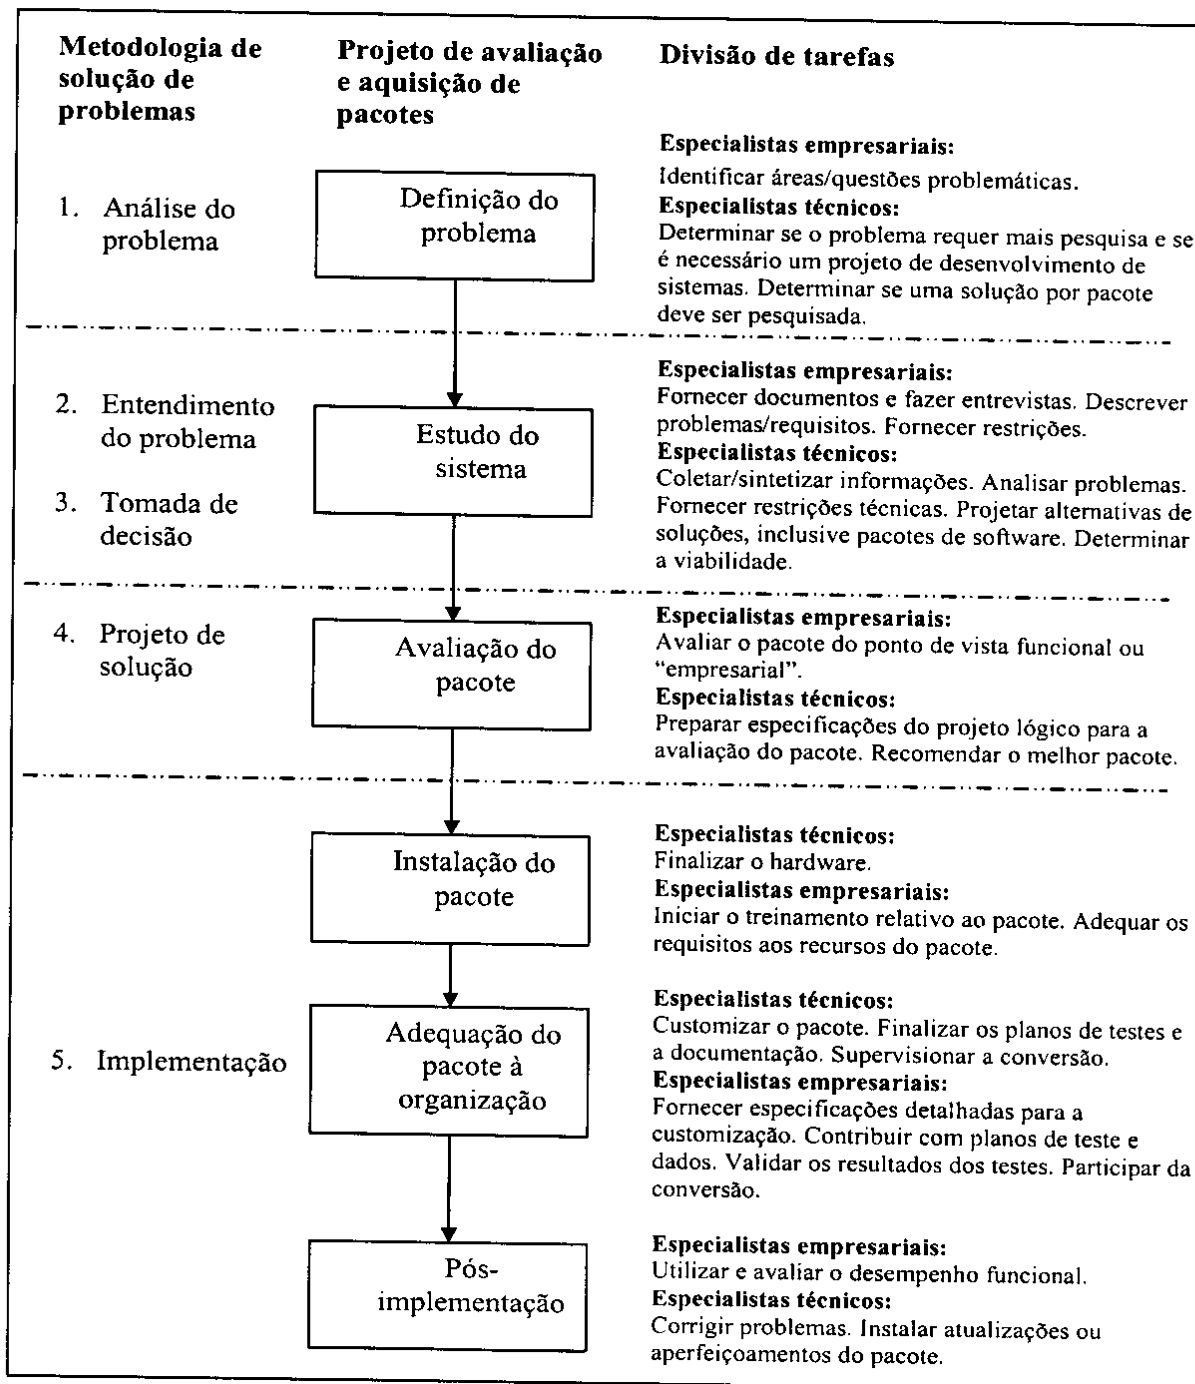 Metodologia de
solução de
problemas
Projeto de avaliação
e aquisição de
pacotes
Divisão de tarefas
1. Análise do
problema
Definição do
problema
Especialistas empresariais:
Identificar áreas/questões problemáticas.
Especialistas técnicos:
Determinar se o problema requer mais pesquisa e se
é necessário um projeto de desenvolvimento de
sistemas. Determinar se uma solução por pacote
deve ser pesquisada.
2. Entendimento
do problema
3. Tomada de
decisão
Estudo do
sistema
Especialistas empresariais:
Fornecer documentos e fazer entrevistas. Descrever
problemas/requisitos. Fornecer restrições.
Especialistas técnicos:
Coletar/sintetizar informações. Analisar problemas.
Fornecer restrições técnicas. Projetar alternativas de
soluções, inclusive pacotes de software. Determinar
a viabilidade.
4. Projeto de
solução
Avaliação do
pacote
Especialistas empresariais:
Avaliar o pacote do ponto de vista funcional ou
“empresarial”.
Especialistas técnicos:
Preparar especificações do projeto lógico para a
avaliação do pacote. Recomendar o melhor pacote.
5. Implementação
Instalação do
pacote
Especialistas técnicos:
Finalizar o hardware.
Especialistas empresariais:
Iniciar o treinamento relativo ao pacote. Adequar os
requisitos aos recursos do pacote.
Adequação do
pacote à
organização
Especialistas técnicos:
Customizar o pacote. Finalizar os planos de testes e
a documentação. Supervisionar a conversão.
Especialistas empresariais:
Fornecer especificações detalhadas para a
customização. Contribuir com planos de teste e
dados. Validar os resultados dos testes. Participar da
conversão.
Pós-
implementação
Especialistas empresariais:
Utilizar e avaliar o desempenho funcional.
Especialistas técnicos:
Corrigir problemas. Instalar atualizações ou
aperfeiçoamentos do pacote.